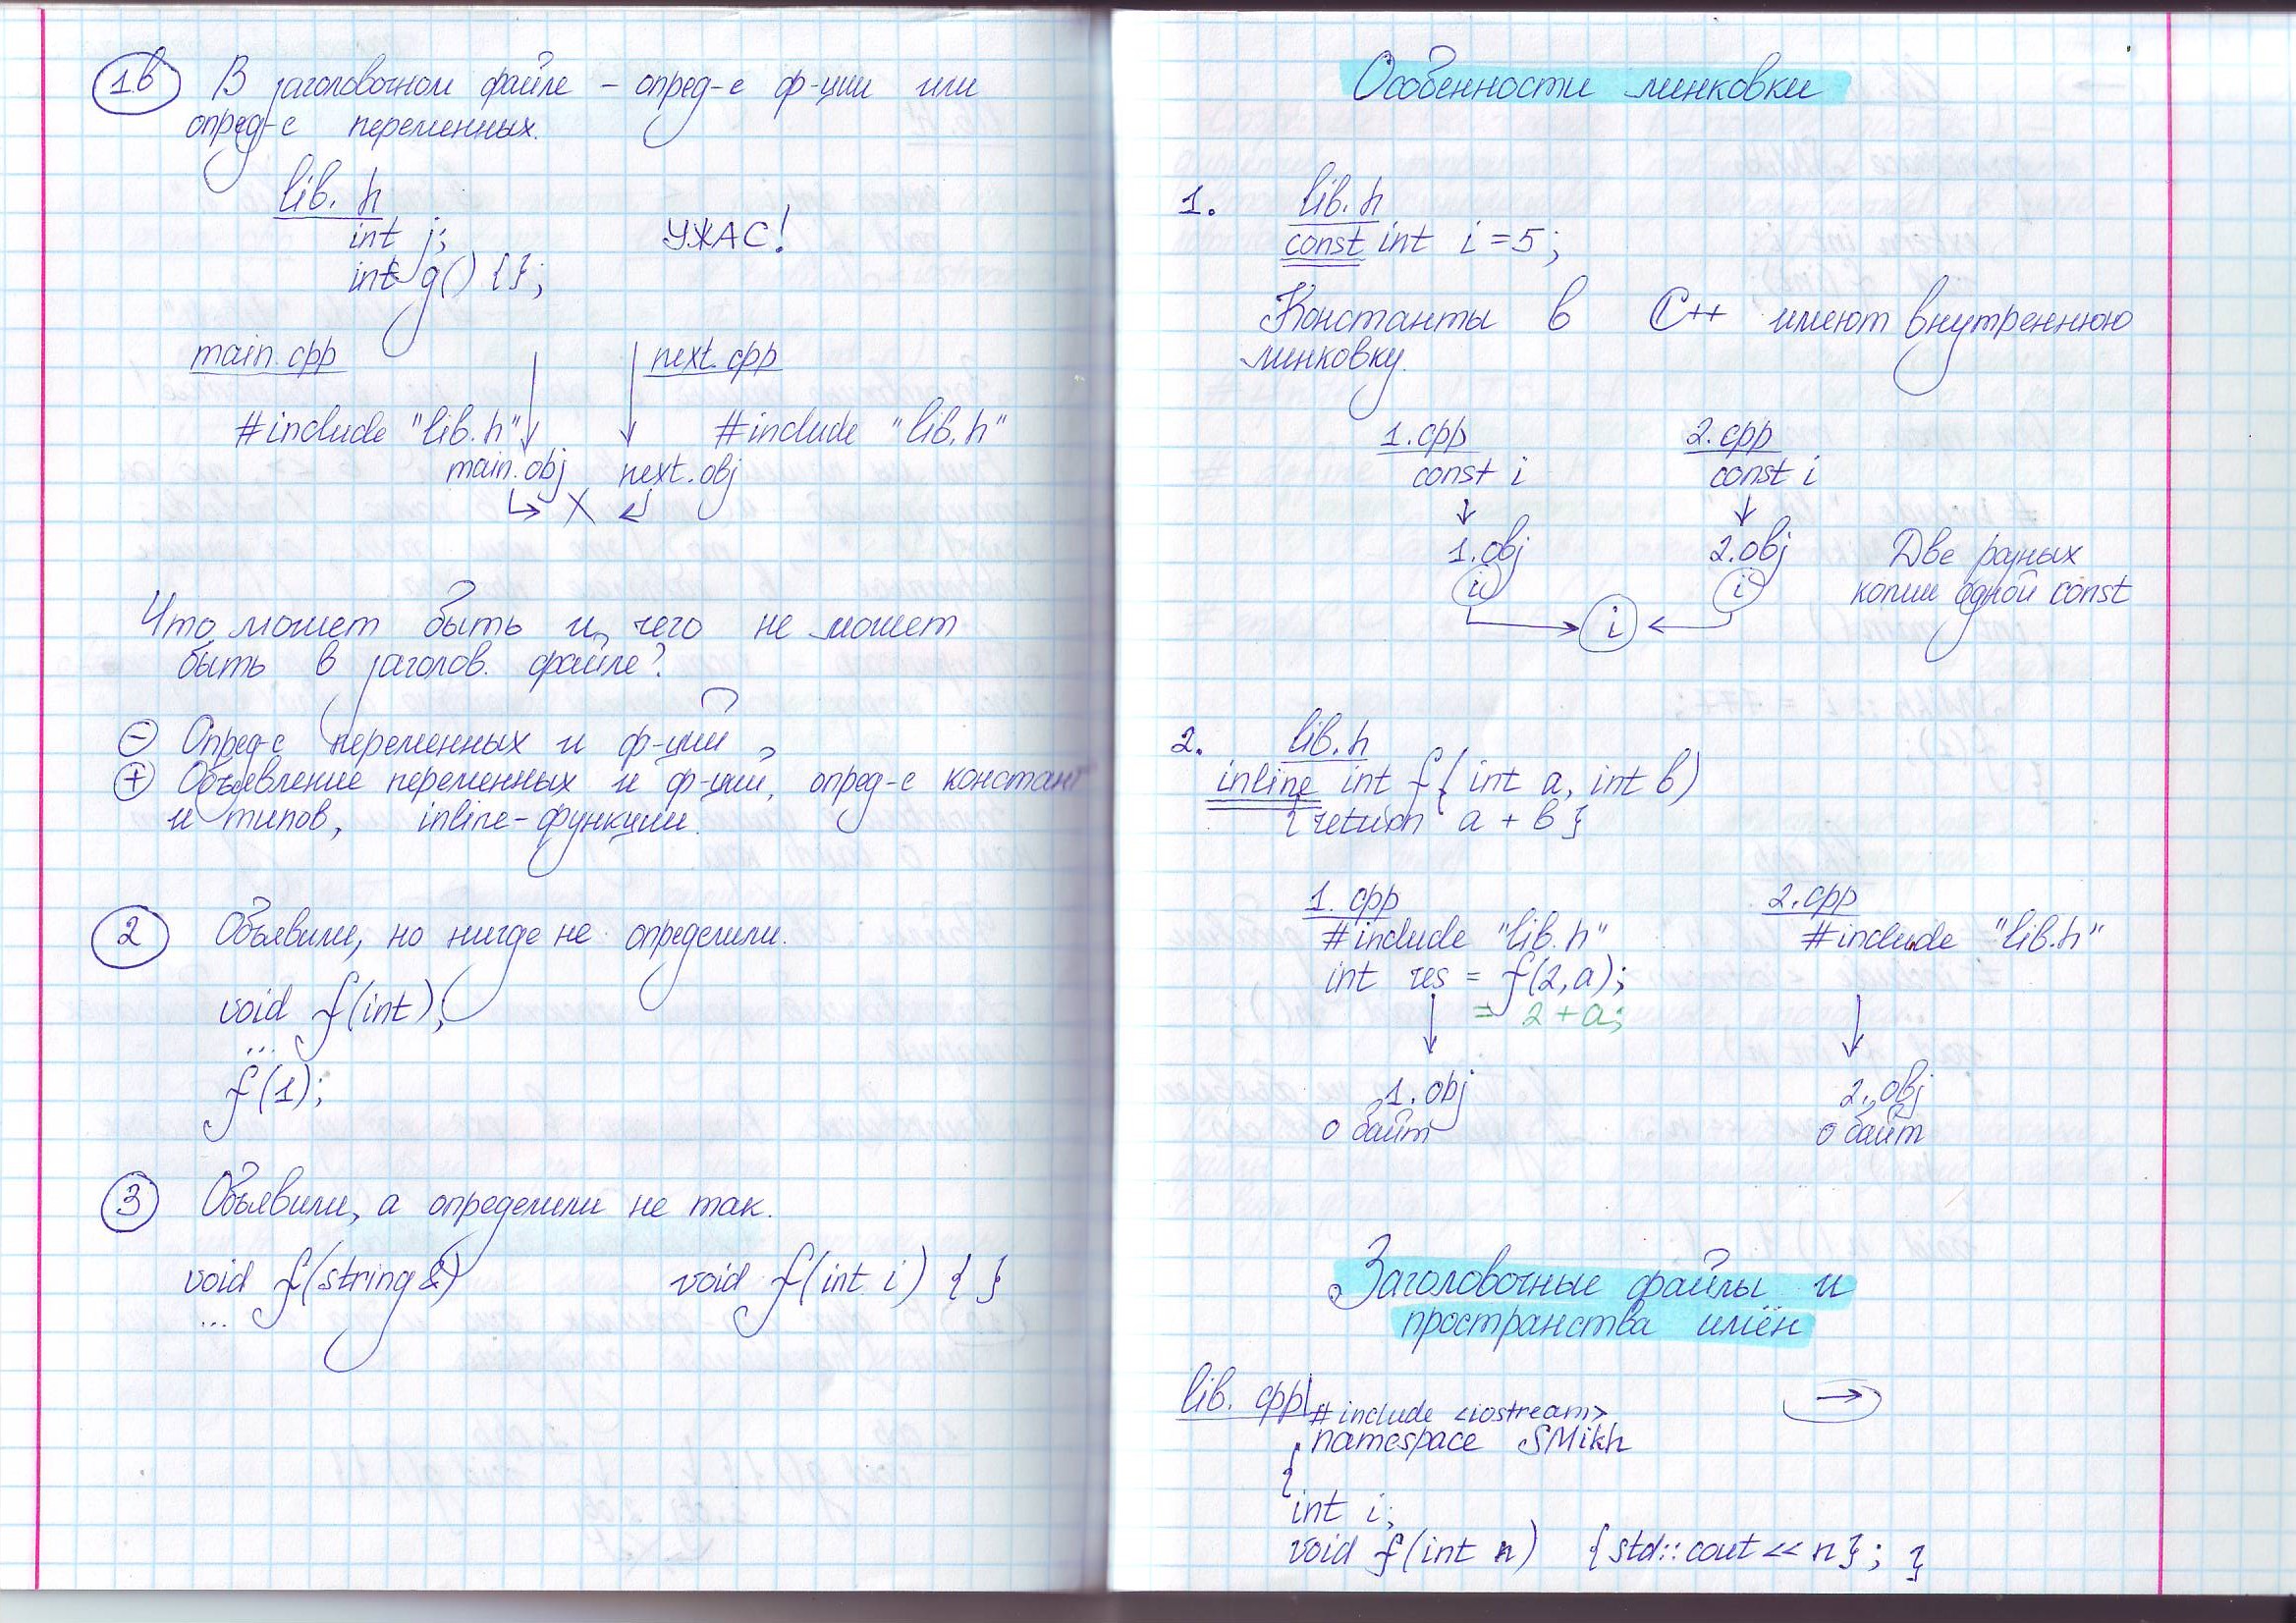 1в В заголовочном файле – опред-е ф-ции или
опред-е переменных.
lib.h
int j; УЖАС!
int g() {};
main.cpp next.cpp
#include "lib.h" #include "lib.h"
main.obj next.obj
X
Что может быть и чего не может
быть в заголов. файле?
⊖ Опред-е переменных и ф-ций
⊕ Объявление переменных и ф-ций, опред-е констант
и типов, inline-функции.
2 Объявили, но нигде не определили.
void f(int);
...
f(1);
3 Объявили, а определили не так.
void f(string&) void f(int i) { }
...
Особенности линковки
1. lib.h
const int i = 5;
Константы в C++ имеют внутреннюю
линковку.
1.cpp 2.cpp
const i const i
1.obj 2.obj Две разных
i i копии одной const
i
2. lib.h
inline int f(int a, int b)
{return a + b}
1.cpp 2.cpp
#include "lib.h" #include "lib.h"
int res = f(2,a);
= 2+a;
1.obj 2.obj
0 байт 0 байт
Заголовочные файлы и
пространства имён
lib.cpp →
#include <iostream>
namespace SMikh
{
int i;
void f(int n) {std::cout << n}; }